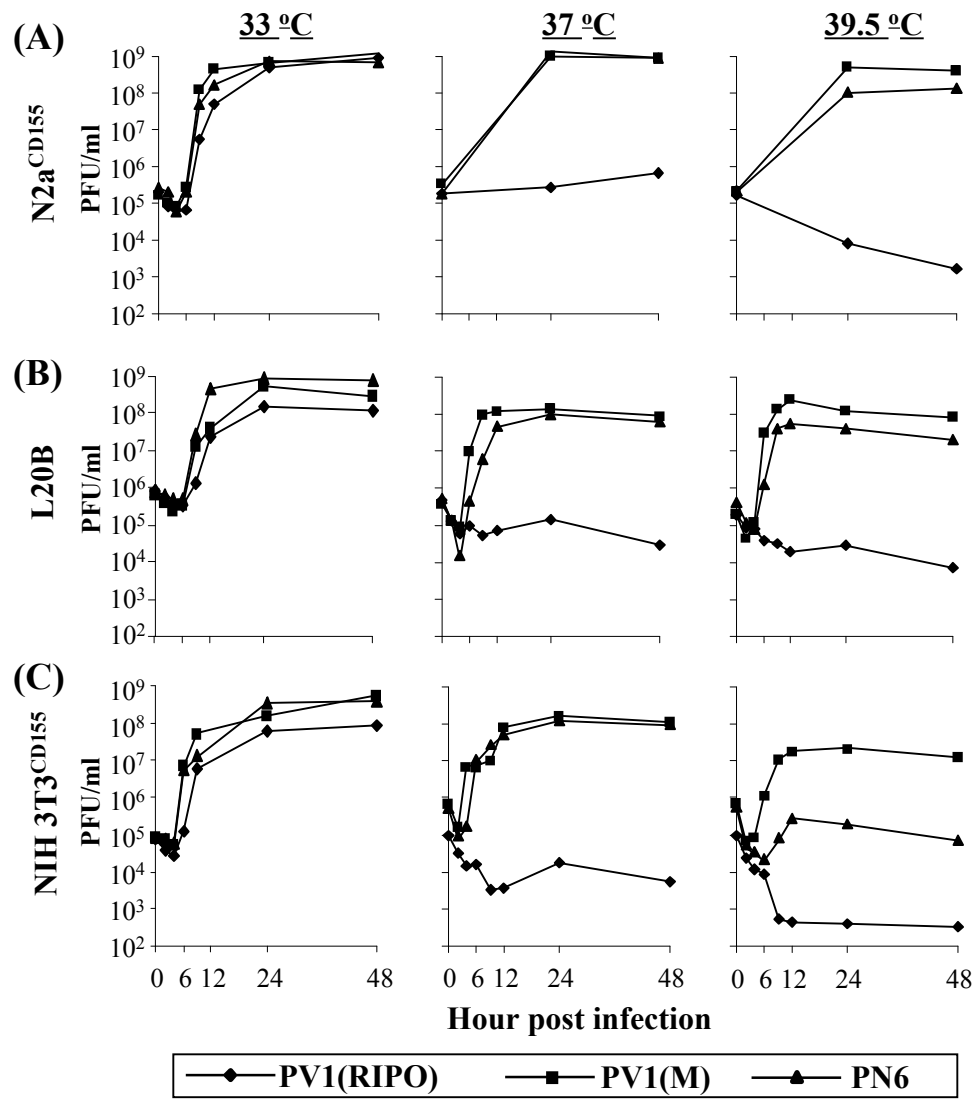 33 ºC 37 ºC 39.5 ºC
(A)
N2a^CD155
PFU/ml
10^9
10^8
10^7
10^6
10^5
10^4
10^3
10^2
(B)
L20B
PFU/ml
10^9
10^8
10^7
10^6
10^5
10^4
10^3
10^2
(C)
NIH 3T3^CD155
PFU/ml
10^9
10^8
10^7
10^6
10^5
10^4
10^3
10^2
0 6 12 24 48 0 6 12 24 48 0 6 12 24 48
Hour post infection
PV1(RIPO) PV1(M) PN6